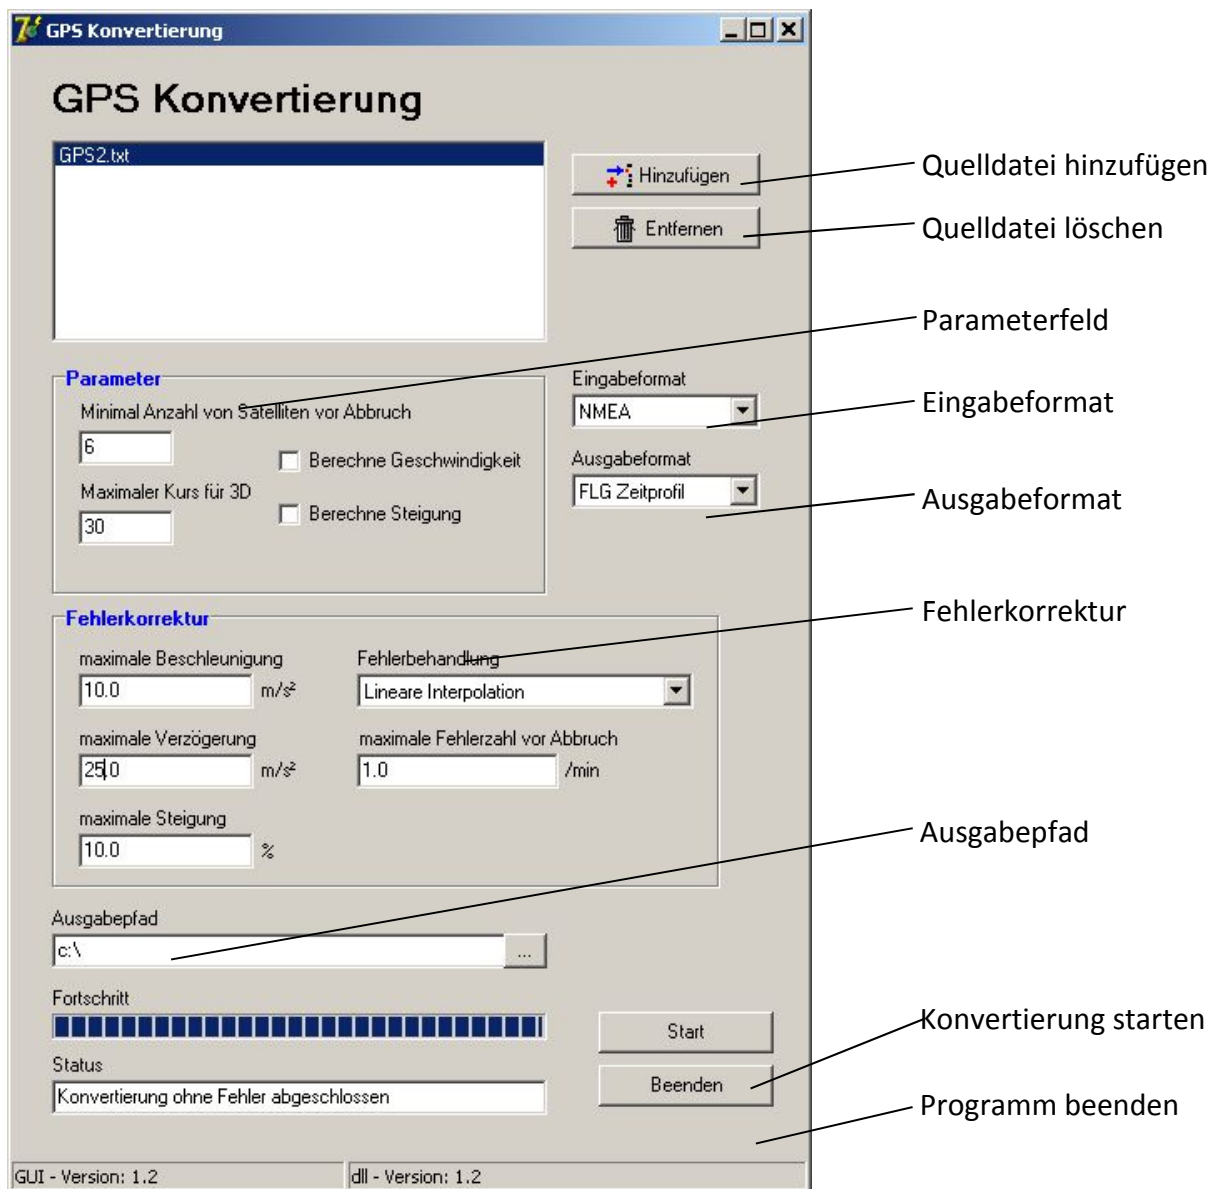 GPS Konvertierung
GPS Konvertierung
GPS2.txt
Hinzufügen
Quelldatei hinzufügen
Entfernen
Quelldatei löschen
Parameterfeld
Parameter
Minimal Anzahl von Satelliten vor Abbruch
6
Berechne Geschwindigkeit
Maximaler Kurs für 3D
30
Berechne Steigung
Eingabeformat
NMEA
Eingabeformat
Ausgabeformat
FLG Zeitprofil
Ausgabeformat
Fehlerkorrektur
Fehlerkorrektur
maximale Beschleunigung
10.0 m/s²
Fehlerbehandlung
Lineare Interpolation
maximale Verzögerung
25.0 m/s²
maximale Fehlerzahl vor Abbruch
1.0 /min
maximale Steigung
10.0 %
Ausgabepfad
Ausgabepfad
c:\
...
Fortschritt
Start
Konvertierung starten
Status
Konvertierung ohne Fehler abgeschlossen
Beenden
Programm beenden
GUI - Version: 1.2
dll - Version: 1.2